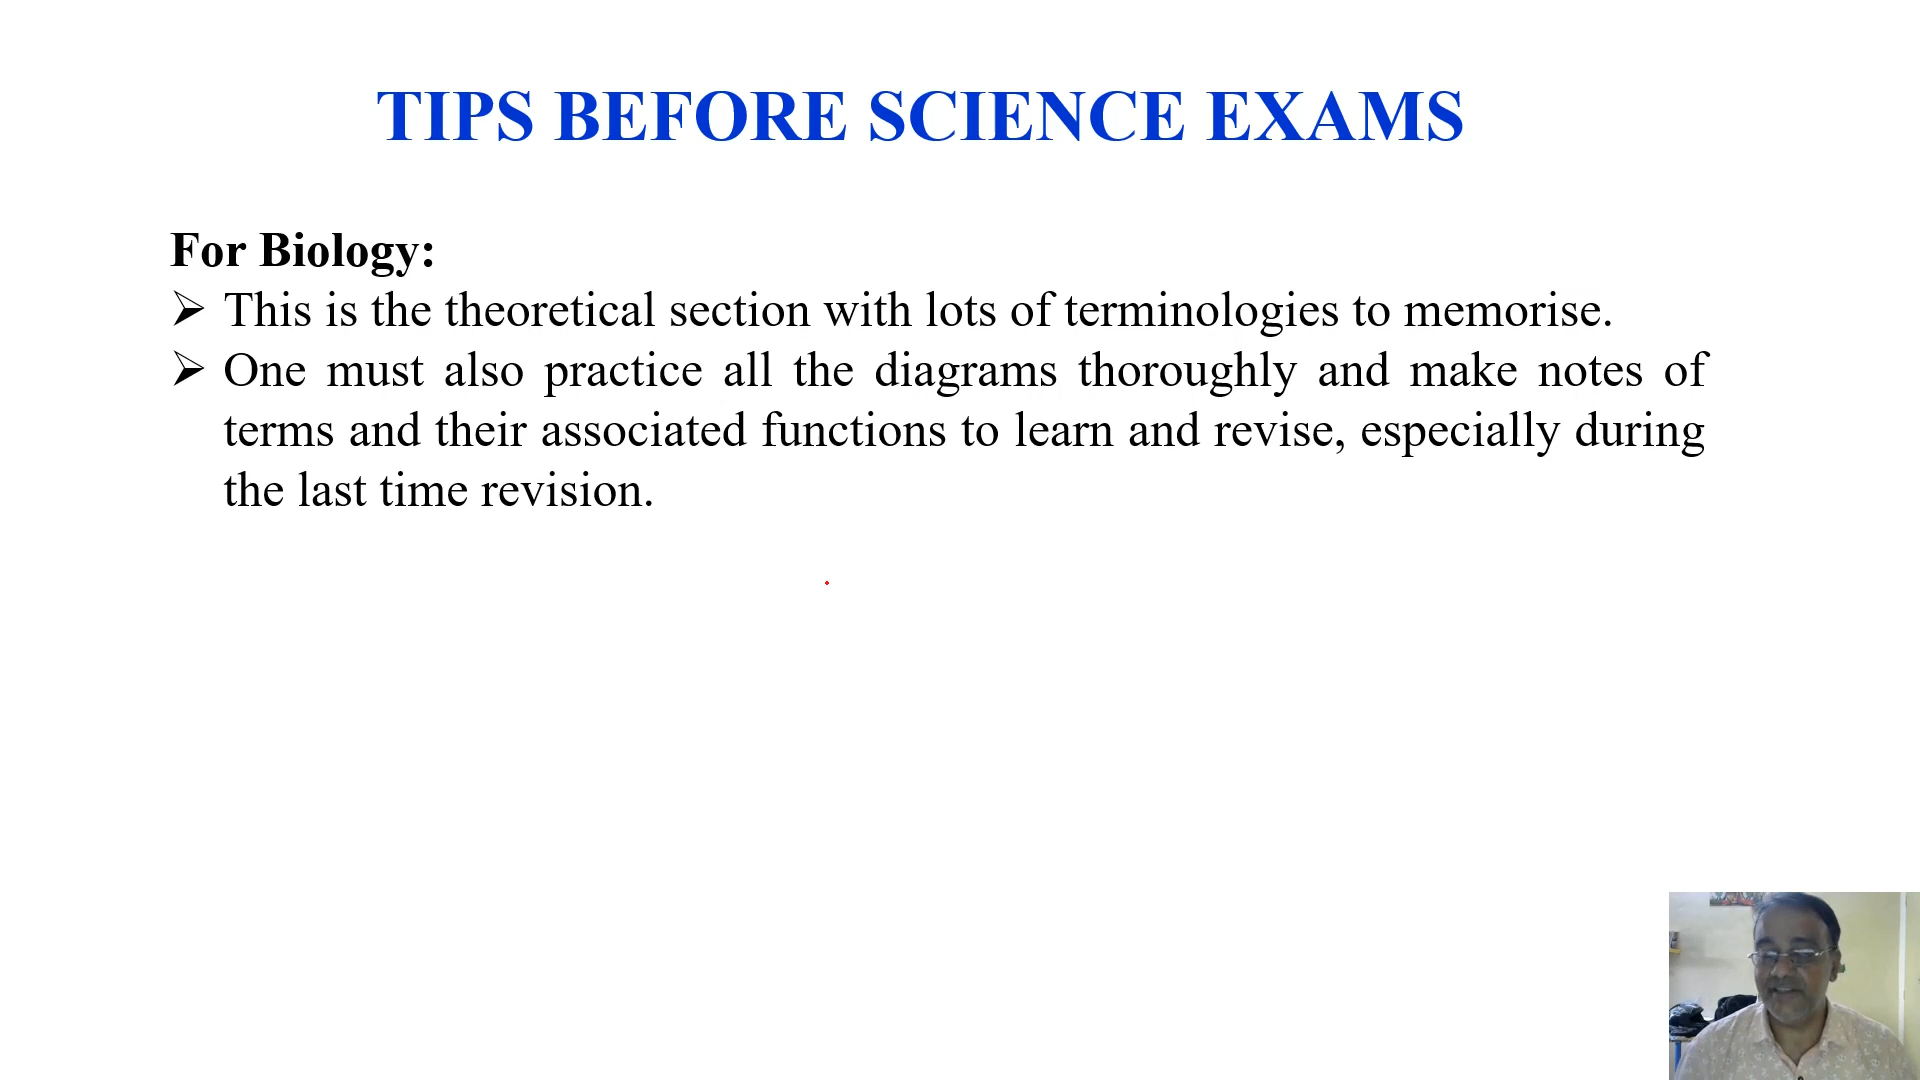 TIPS BEFORE SCIENCE EXAMS
For Biology:
➢ This is the theoretical section with lots of terminologies to memorise.
➢ One must also practice all the diagrams thoroughly and make notes of
terms and their associated functions to learn and revise, especially during
the last time revision.